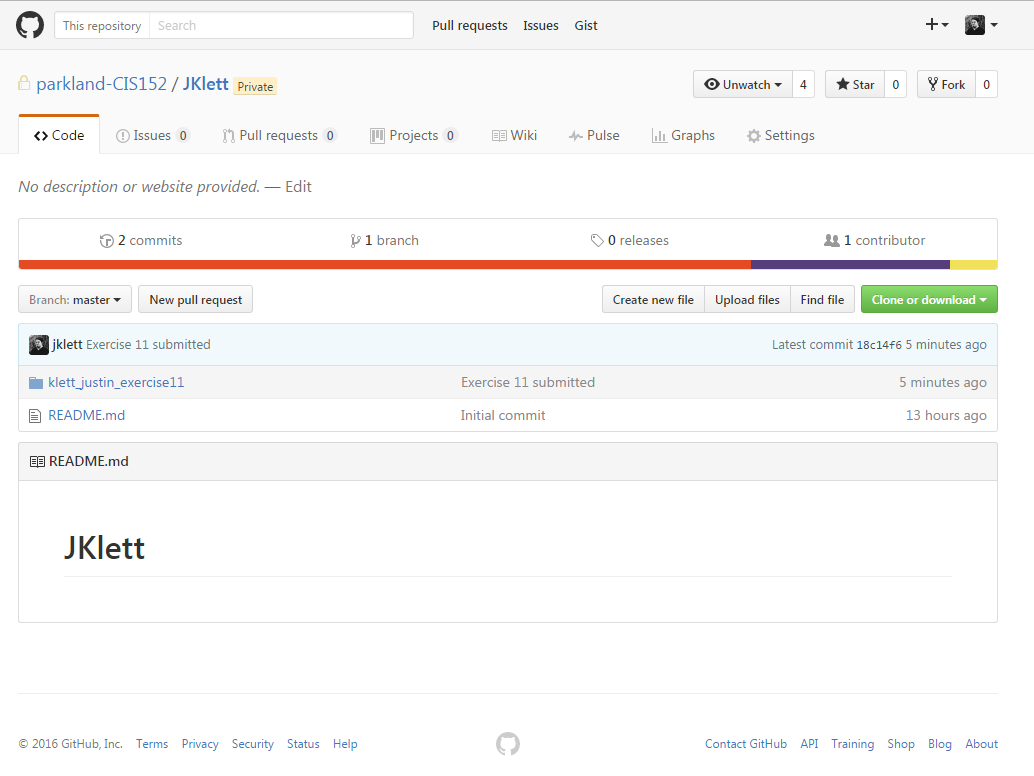 This repository Search Pull requests Issues Gist
parkland-CIS152 / JKlett Private Unwatch 4 Star 0 Fork 0
Code Issues 0 Pull requests 0 Projects 0 Wiki Pulse Graphs Settings
No description or website provided. — Edit
2 commits 1 branch 0 releases 1 contributor
Branch: master New pull request Create new file Upload files Find file Clone or download
jklett Exercise 11 submitted Latest commit 18c14f6 5 minutes ago
klett_justin_exercise11 Exercise 11 submitted 5 minutes ago
README.md Initial commit 13 hours ago
README.md
JKlett
© 2016 GitHub, Inc. Terms Privacy Security Status Help Contact GitHub API Training Shop Blog About